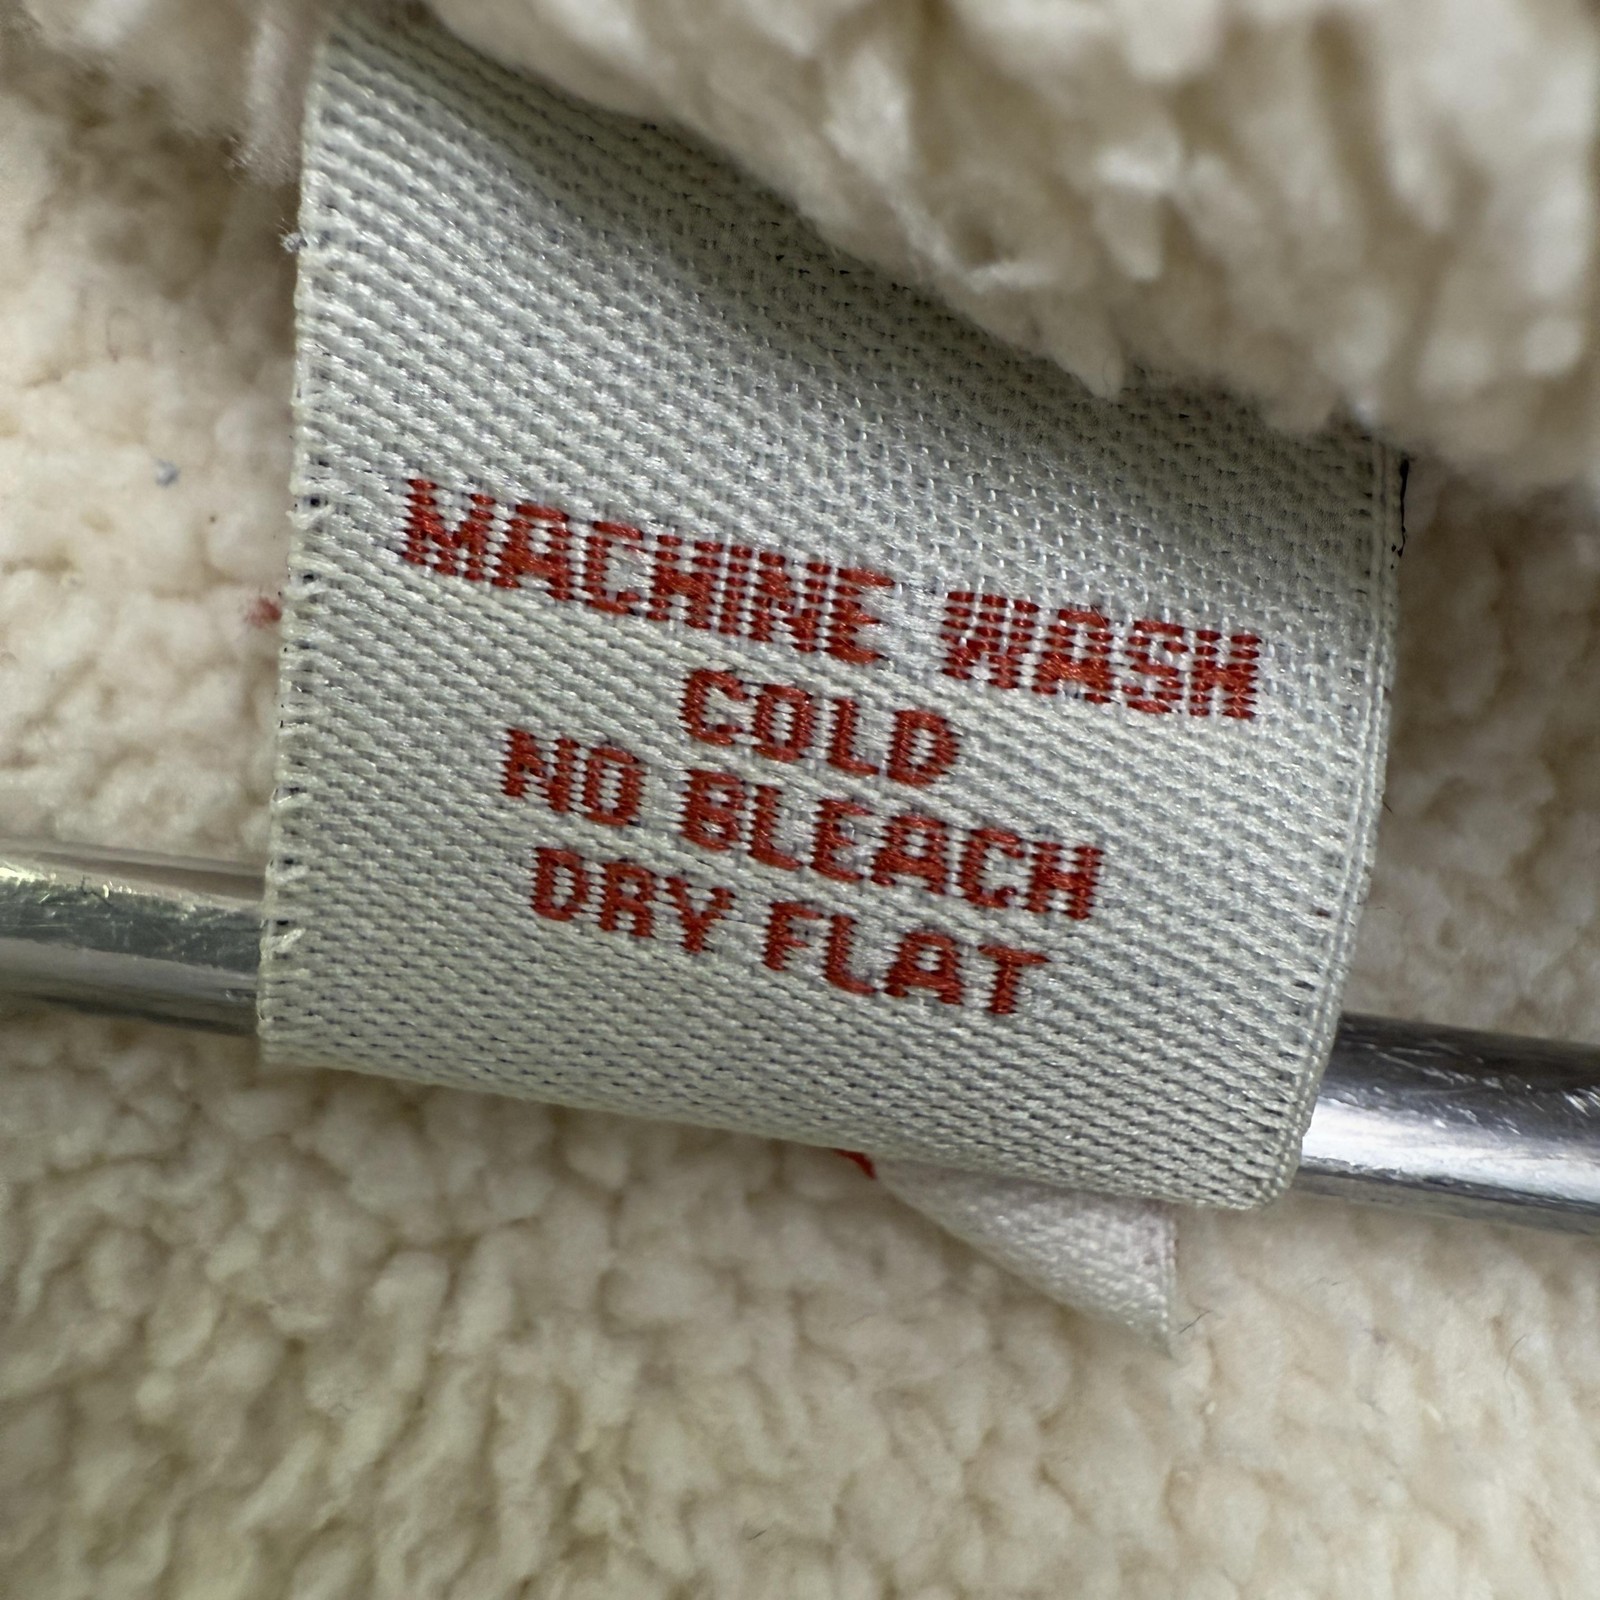 MACHINE WASH
COLD
NO BLEACH
DRY FLAT